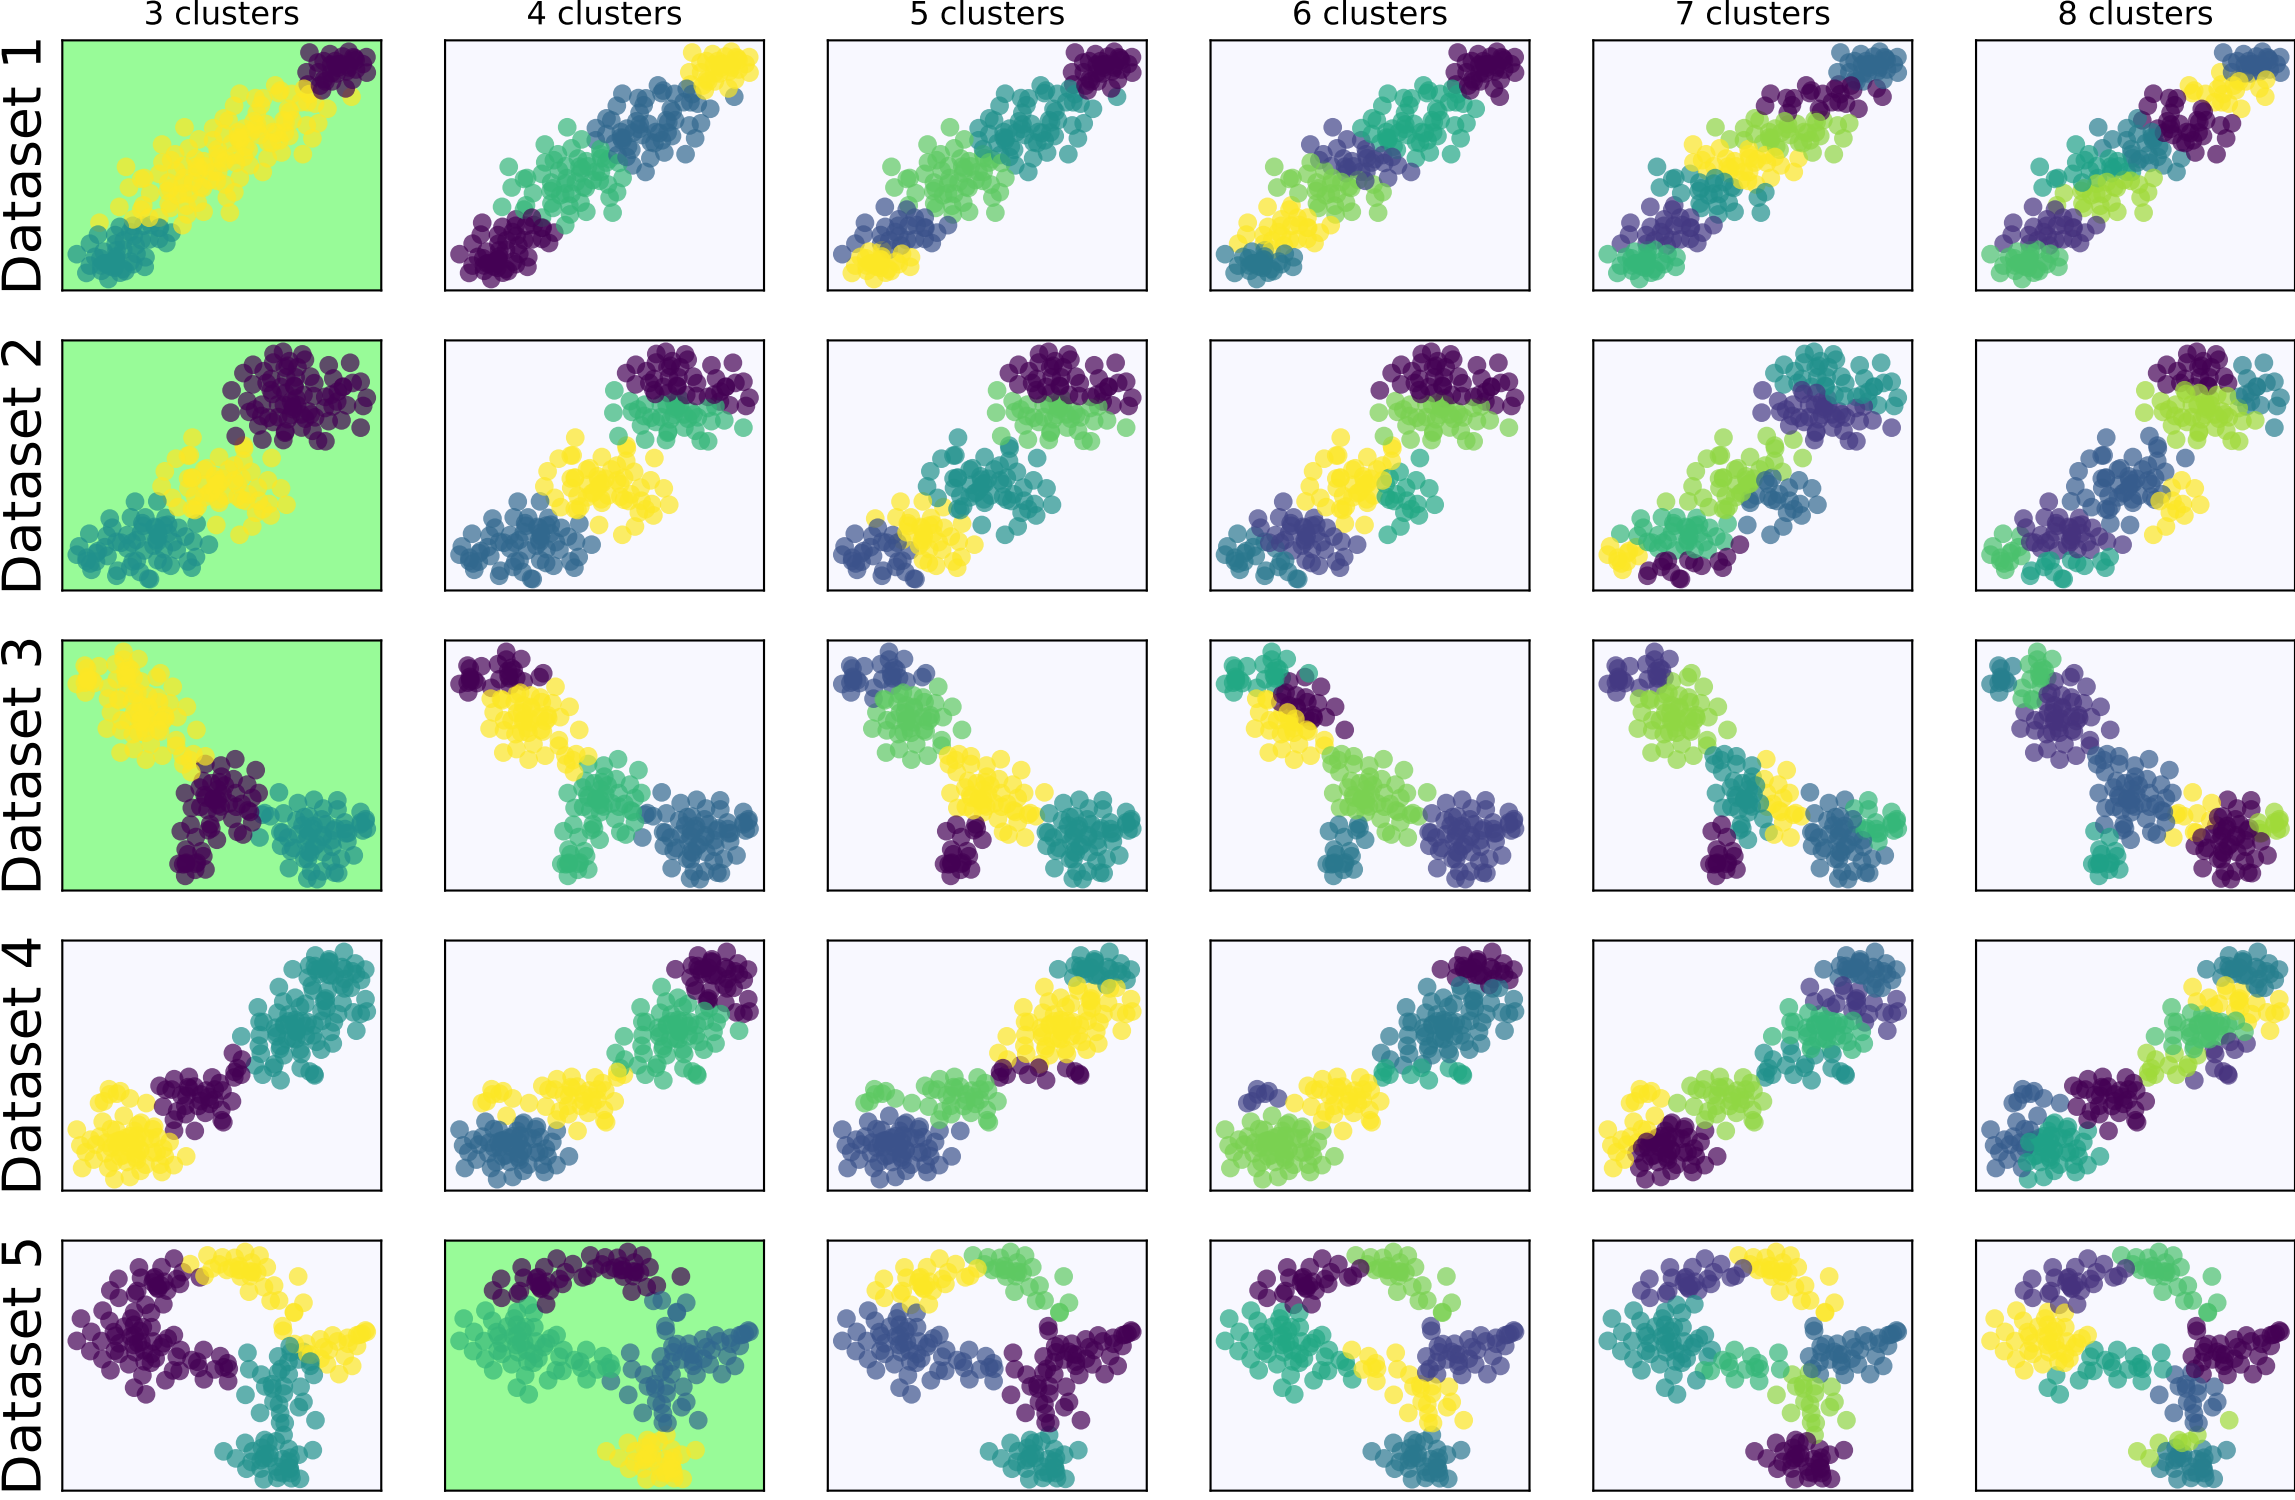 3 clusters
4 clusters
5 clusters
6 clusters
7 clusters
8 clusters
Dataset 1
Dataset 2
Dataset 3
Dataset 4
Dataset 5